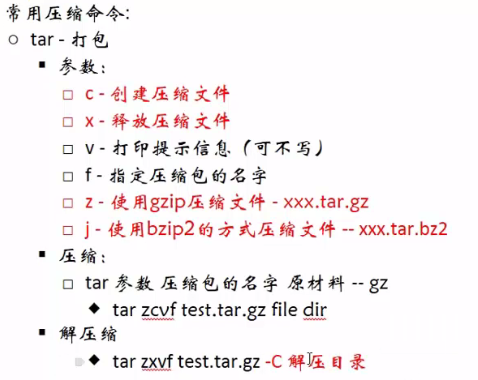 常用压缩命令:
tar - 打包
参数：
c - 创建压缩文件
x - 释放压缩文件
v - 打印提示信息（可不写）
f - 指定压缩包的名字
z - 使用gzip压缩文件 - xxx.tar.gz
j - 使用bzip2的方式压缩文件 -- xxx.tar.bz2
压缩：
tar 参数 压缩包的名字 原材料 -- gz
tar zcvf test.tar.gz file dir
解压缩
tar zxvf test.tar.gz -C 解压目录